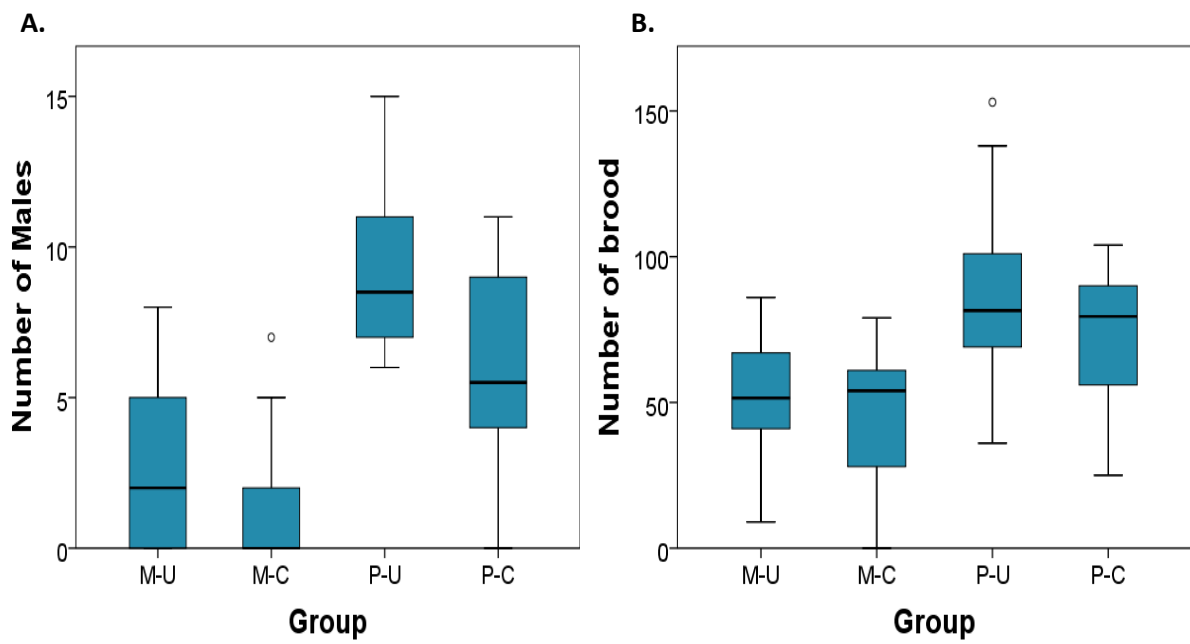 A.
Number of Males
15
10
5
0
M-U M-C P-U P-C
Group
B.
Number of brood
150
100
50
0
M-U M-C P-U P-C
Group